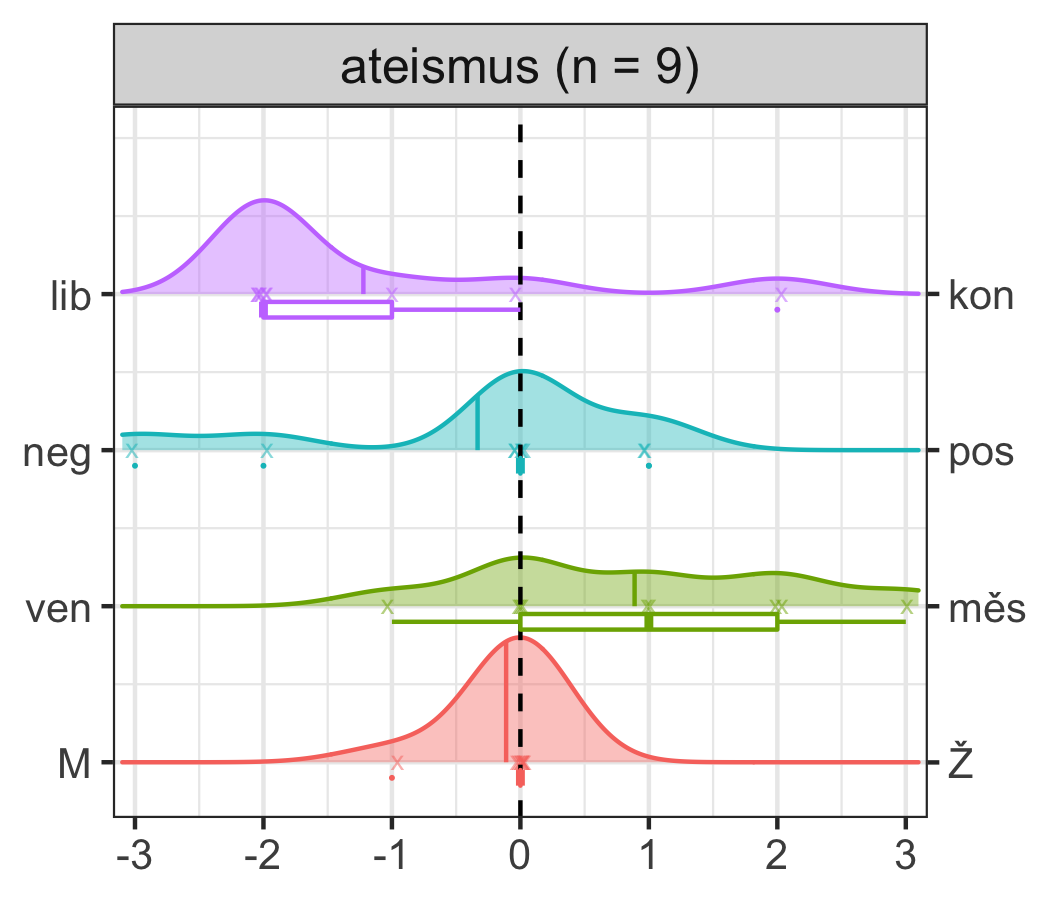 ateismus (n = 9)
lib kon
neg pos
ven měs
M Ž
-3 -2 -1 0 1 2 3